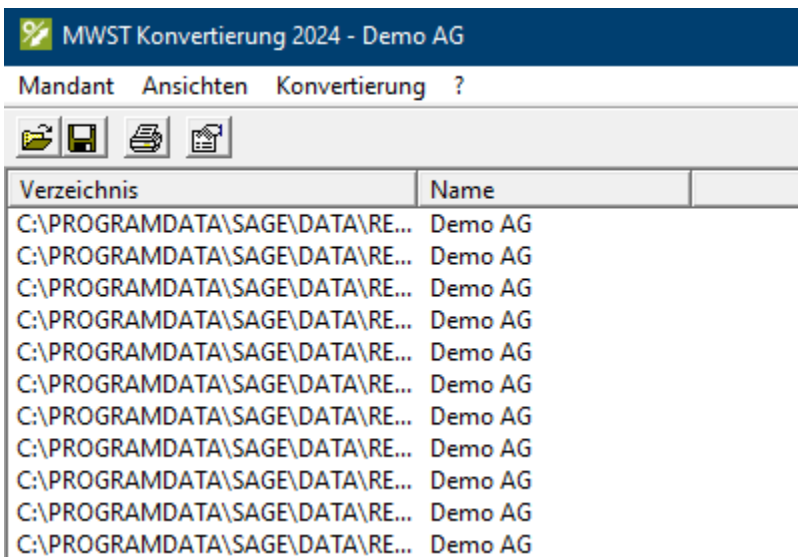 MWST Konvertierung 2024 - Demo AG
Mandant Ansichten Konvertierung ?
Verzeichnis Name
C:\PROGRAMDATA\SAGE\DATA\RE... Demo AG
C:\PROGRAMDATA\SAGE\DATA\RE... Demo AG
C:\PROGRAMDATA\SAGE\DATA\RE... Demo AG
C:\PROGRAMDATA\SAGE\DATA\RE... Demo AG
C:\PROGRAMDATA\SAGE\DATA\RE... Demo AG
C:\PROGRAMDATA\SAGE\DATA\RE... Demo AG
C:\PROGRAMDATA\SAGE\DATA\RE... Demo AG
C:\PROGRAMDATA\SAGE\DATA\RE... Demo AG
C:\PROGRAMDATA\SAGE\DATA\RE... Demo AG
C:\PROGRAMDATA\SAGE\DATA\RE... Demo AG
C:\PROGRAMDATA\SAGE\DATA\RE... Demo AG